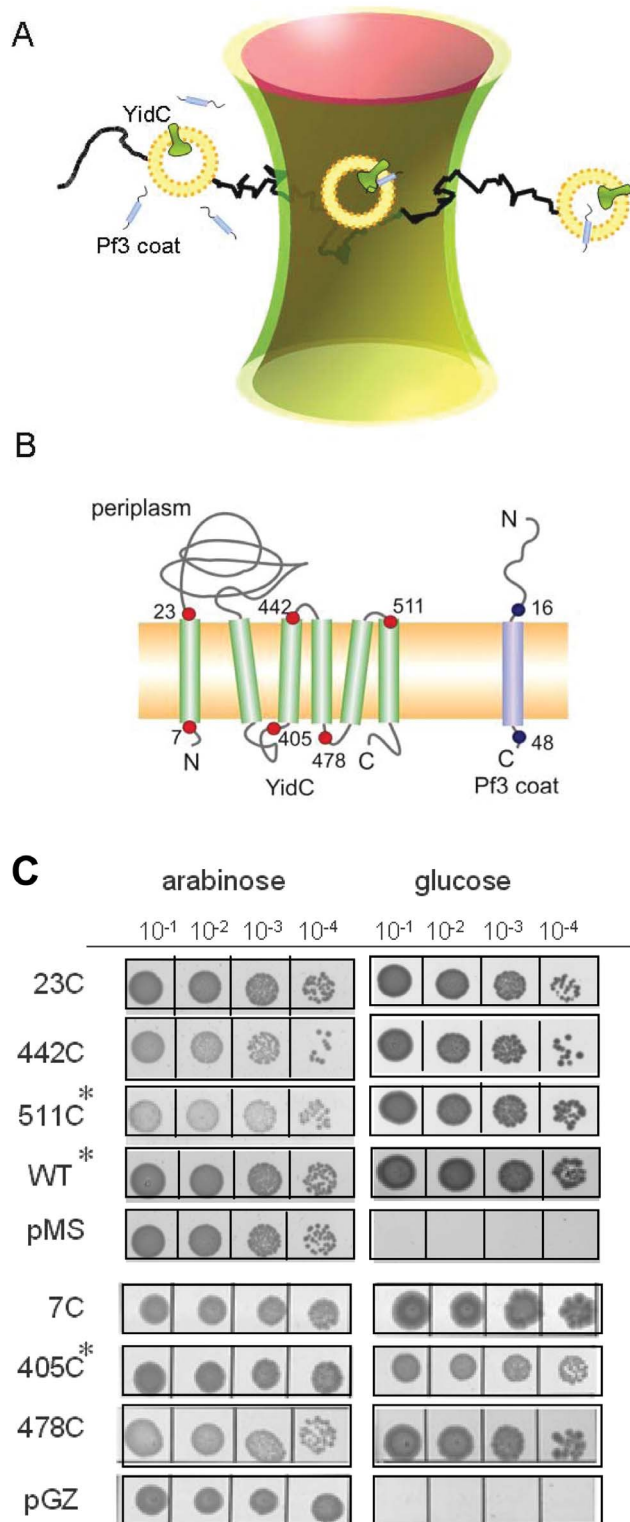 A
YidC
Pf3 coat
B
periplasm
N
23
442
511
16
7
405
478
48
N
YidC
C
C
Pf3 coat
C
arabinose glucose
10-1 10-2 10-3 10-4 10-1 10-2 10-3 10-4
23C
442C
511C*
WT*
pMS
7C
405C*
478C
pGZ